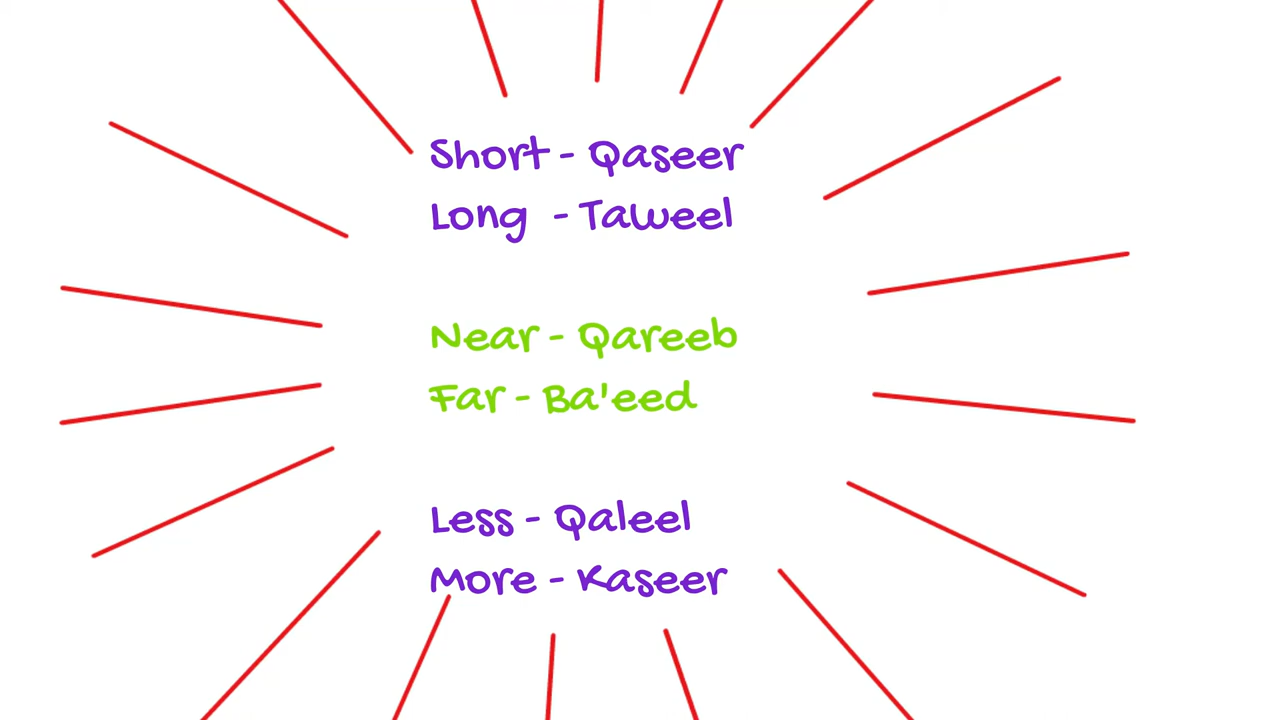 Short - Qaseer
Long - Taweel
Near - Qareeb
Far - Ba'eed
Less - Qaleel
More - Kaseer